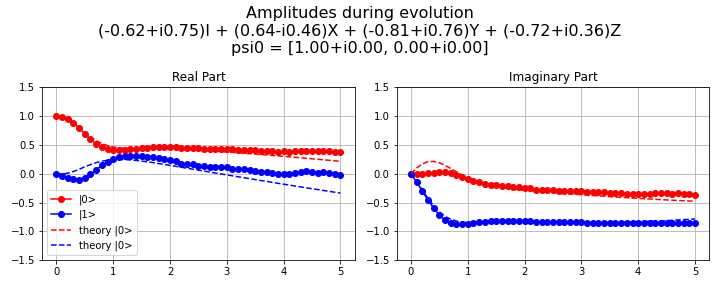 Amplitudes during evolution
(-0.62+i0.75)I + (0.64-i0.46)X + (-0.81+i0.76)Y + (-0.72+i0.36)Z
psi0 = [1.00+i0.00, 0.00+i0.00]
Real Part
1.5
1.0
0.5
0.0
−0.5
−1.0
−1.5
0 1 2 3 4 5
|0>
|1>
theory |0>
theory |0>
Imaginary Part
1.5
1.0
0.5
0.0
−0.5
−1.0
−1.5
0 1 2 3 4 5